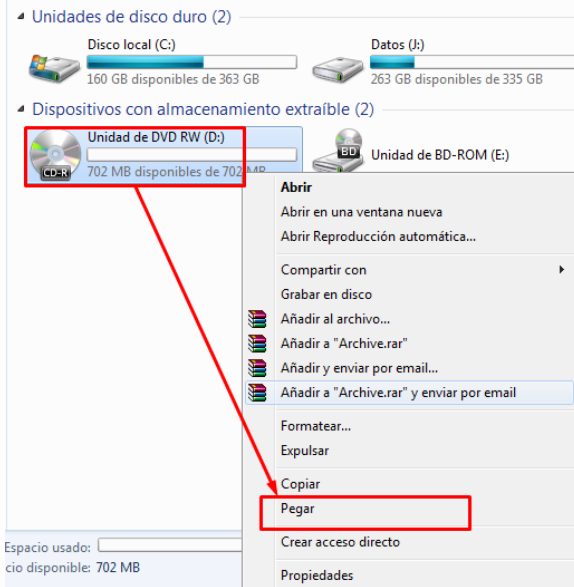 Unidades de disco duro (2)
Disco local (C:)
160 GB disponibles de 363 GB
Datos (J:)
263 GB disponibles de 335 GB
Dispositivos con almacenamiento extraíble (2)
Unidad de DVD RW (D:)
CD-R
702 MB disponibles de 702 MB
BD
Unidad de BD-ROM (E:)
Abrir
Abrir en una ventana nueva
Abrir Reproducción automática...
Compartir con
Grabar en disco
Añadir al archivo...
Añadir a "Archive.rar"
Añadir y enviar por email...
Añadir a "Archive.rar" y enviar por email
Formatear...
Expulsar
Copiar
Pegar
Crear acceso directo
Propiedades
Espacio usado:
cio disponible: 702 MB